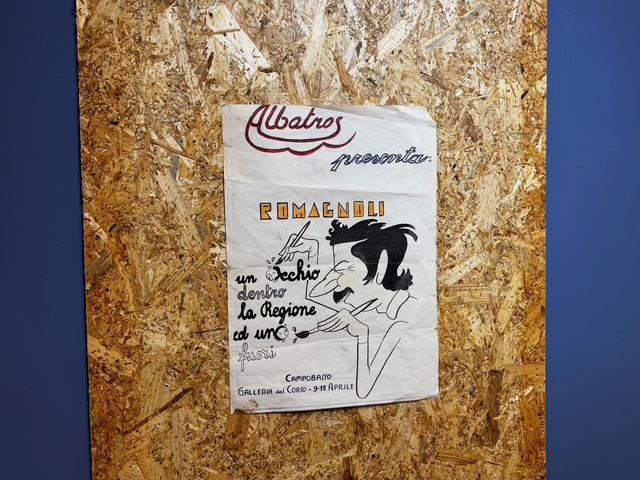 Albatros
presenta:
ROMAGNOLI
un Occhio
dentro
la Regione
ed uno
fuori
CAMPOBASSO
GALLERIA del CORSO - 9-18 APRILE